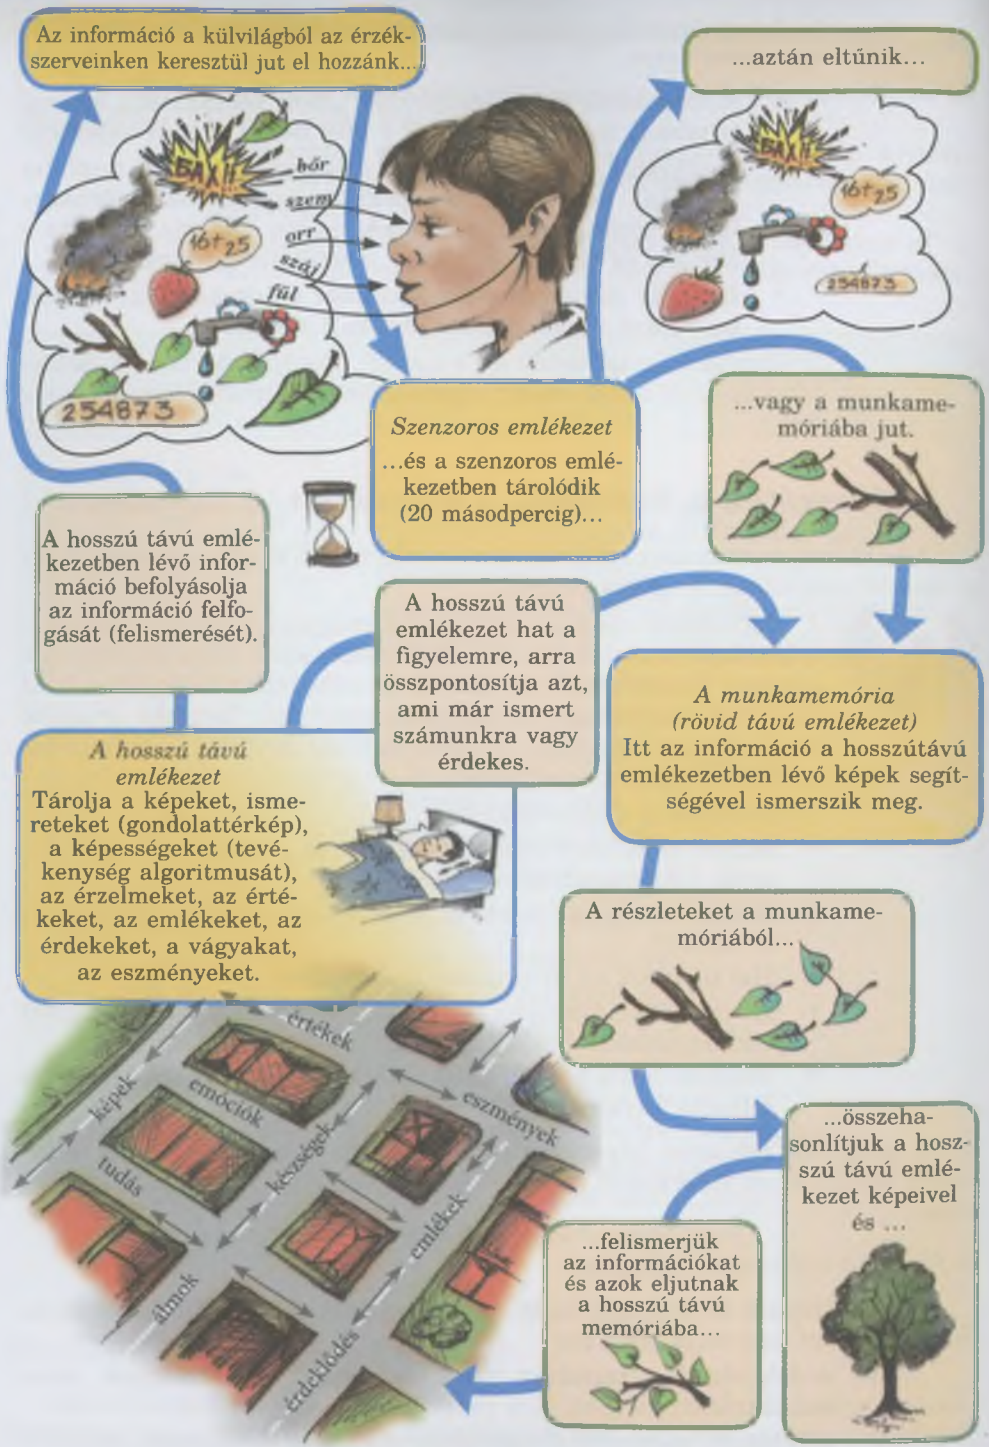 Az információ a külvilágból az érzék-
szerveinken keresztül jut el hozzánk...
...aztán eltűnik...
BAX!!
bőr
szem
orr
száj
fül
16+25
254873
BAX!!
16+25
254873
Szenzoros emlékezet
...és a szenzoros emlé-
kezetben tárolódik
(20 másodpercig)...
...vagy a munkame-
móriába jut.
A hosszú távú emlé-
kezetben lévő infor-
máció befolyásolja
az információ felfo-
gását (felismerését).
A hosszú távú
emlékezet hat a
figyelemre, arra
összpontosítja azt,
ami már ismert
számunkra vagy
érdekes.
A munkamemória
(rövid távú emlékezet)
Itt az információ a hosszútávú
emlékezetben lévő képek segít-
ségével ismerszik meg.
A hosszú távú
emlékezet
Tárolja a képeket, isme-
reteket (gondolattérkép),
a képességeket (tevé-
kenység algoritmusát),
az érzelmeket, az érté-
keket, az emlékeket, az
érdekeket, a vágyakat,
az eszményeket.
A részleteket a munkame-
móriából...
...összeha-
sonlítjuk a hosz-
szú távú emlé-
kezet képeivel
és ...
...felismerjük
az információkat
és azok eljutnak
a hosszú távú
memóriába...
értékek
képek
emóciók
eszmények
készségek
tudás
emlékek
álmok
érdeklődés